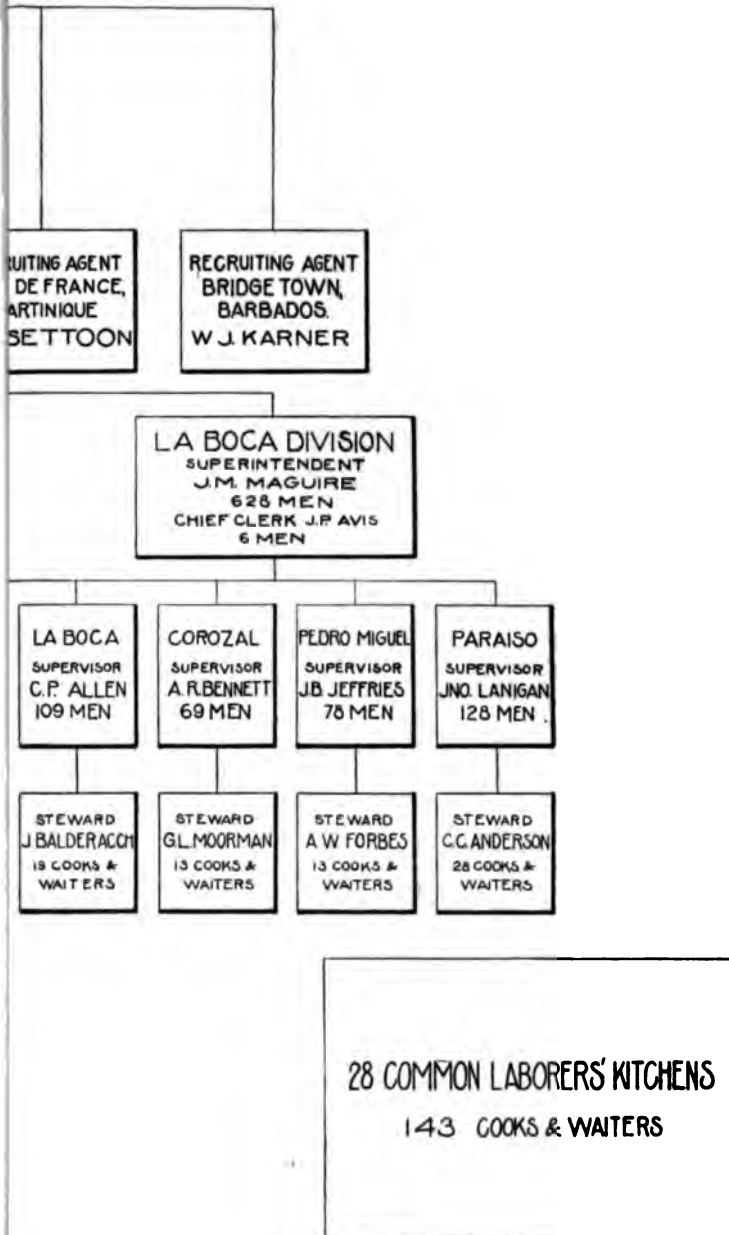 RUITING AGENT
DE FRANCE,
ARTINIQUE
SETTOON
RECRUITING AGENT
BRIDGE TOWN,
BARBADOS.
W.J. KARNER
LA BOCA DIVISION
SUPERINTENDENT
J.M. MAGUIRE
628 MEN
CHIEF CLERK J.P. AVIS
6 MEN
LA BOCA
SUPERVISOR
C.P. ALLEN
109 MEN
COROZAL
SUPERVISOR
A.R. BENNETT
69 MEN
PEDRO MIGUEL
SUPERVISOR
J.B. JEFFRIES
78 MEN
PARAISO
SUPERVISOR
JNO. LANIGAN
128 MEN.
STEWARD
J BALDERACCHI
19 COOKS &
WAITERS
STEWARD
G.L. MOORMAN
13 COOKS &
WAITERS
STEWARD
A W FORBES
13 COOKS &
WAITERS
STEWARD
C.C. ANDERSON
28 COOKS &
WAITERS
28 COMMON LABORERS' KITCHENS
143 COOKS & WAITERS